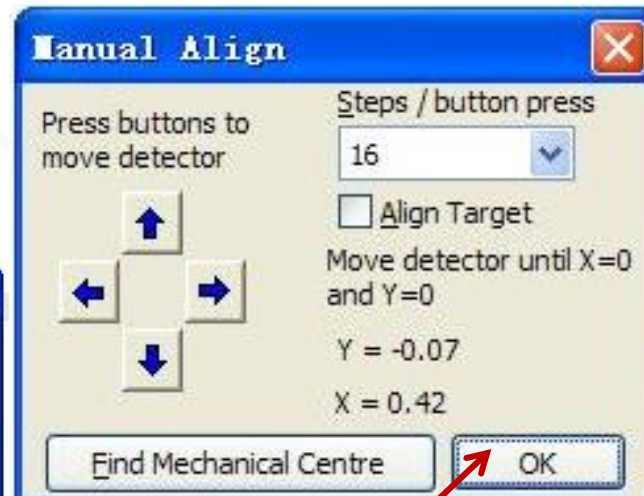 Manual Align
Press buttons to
move detector
Steps / button press
16
Align Target
Move detector until X=0
and Y=0
Y = -0.07
X = 0.42
Find Mechanical Centre
OK